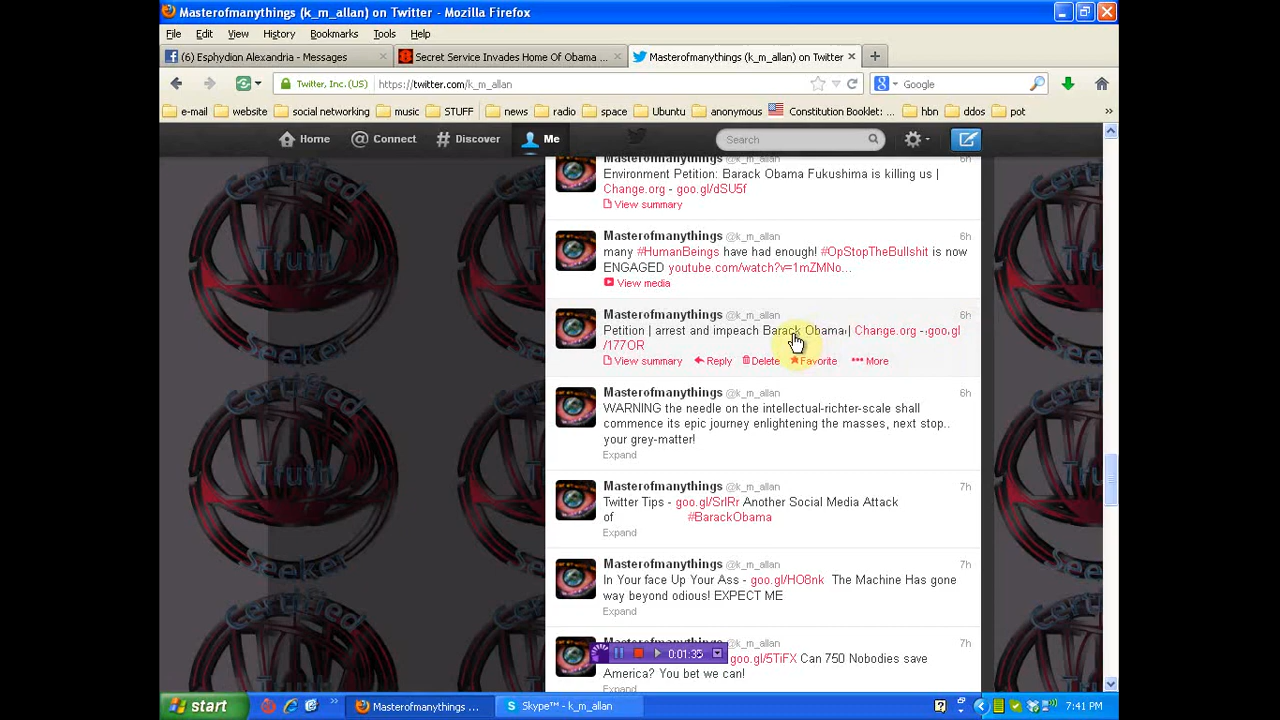 Masterofmanythings (k_m_allan) on Twitter - Mozilla Firefox
File Edit View History Bookmarks Tools Help
(6) Esphydion Alexandria - Messages × Secret Service Invades Home Of Obama ... × Masterofmanythings (k_m_allan) on Twitter ×
Twitter, Inc. (US) https://twitter.com/k_m_allan Google
e-mail website social networking music STUFF news radio space Ubuntu anonymous Constitution Booklet:... hbn ddos pot »
Home Connect Discover Me Search
Certified Truth Seeker
Masterofmanythings @k_m_allan 6h
Environment Petition: Barack Obama Fukushima is killing us |
Change.org - goo.gl/dSU5f
View summary
Masterofmanythings @k_m_allan 6h
many #HumanBeings have had enough! #OpStopTheBullshit is now
ENGAGED youtube.com/watch?v=1mZMNo...
View media
Masterofmanythings @k_m_allan 6h
Petition | arrest and impeach Barack Obama | Change.org - goo.gl
/177OR
View summary Reply Delete Favorite More
Masterofmanythings @k_m_allan 6h
WARNING the needle on the intellectual-richter-scale shall
commence its epic journey enlightening the masses, next stop..
your grey-matter!
Expand
Masterofmanythings @k_m_allan 7h
Twitter Tips - goo.gl/SrlRr Another Social Media Attack
of #BarackObama
Expand
Masterofmanythings @k_m_allan 7h
In Your face Up Your Ass - goo.gl/HO8nk The Machine Has gone
way beyond odious! EXPECT ME
Expand
Masterofmanythings @k_m_allan 7h
goo.gl/5TiFX Can 750 Nobodies save
America? You bet we can!
Expand
0:01:35
start Masterofmanythings ... Skype™ - k_m_allan 7:41 PM